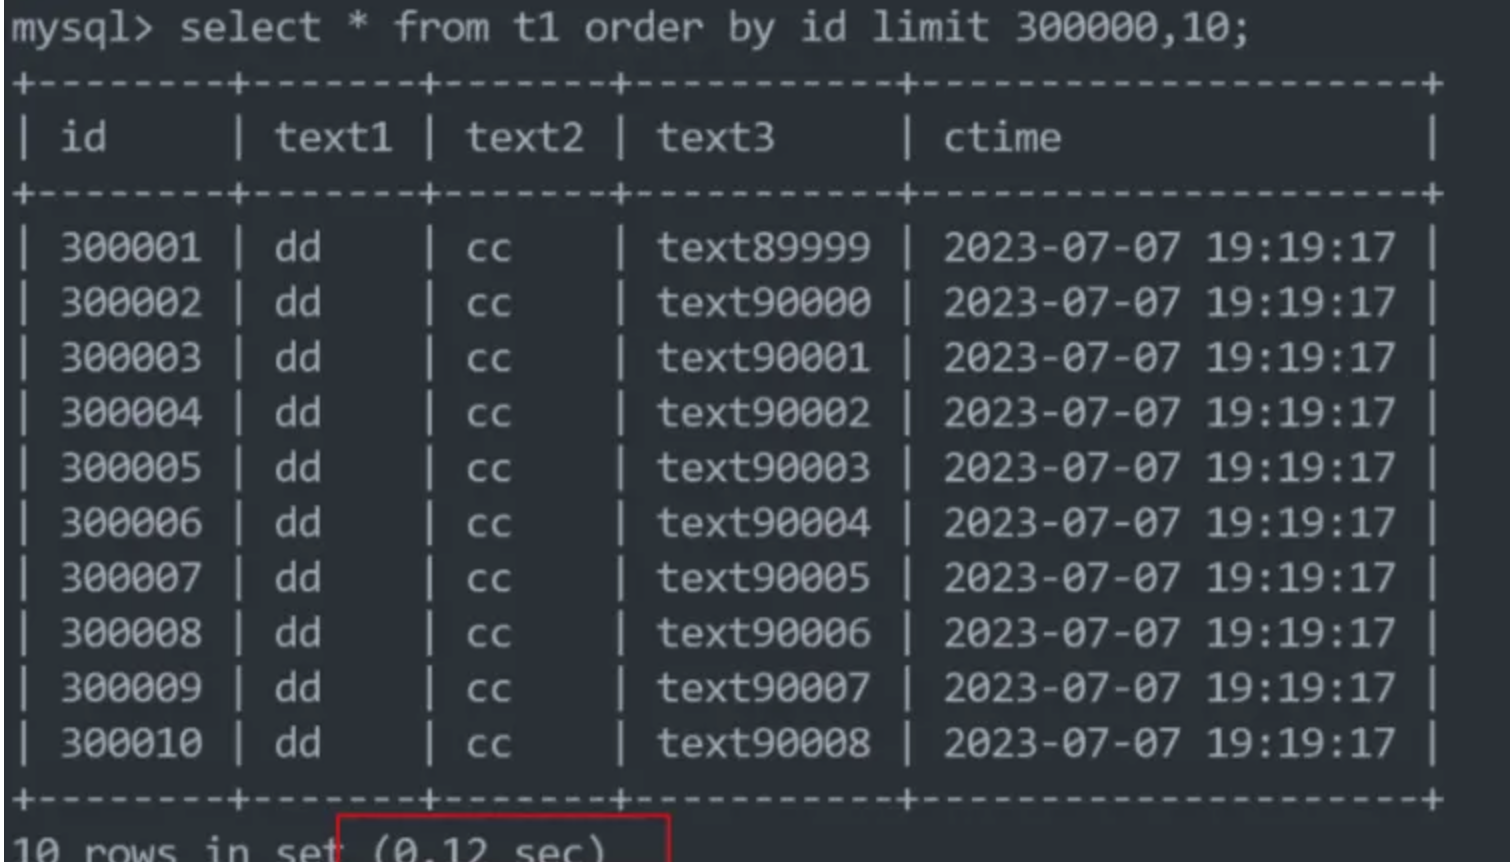 mysql> select * from t1 order by id limit 300000,10;
+--------+-------+-------+-----------+---------------------+
| id     | text1 | text2 | text3     | ctime               |
+--------+-------+-------+-----------+---------------------+
| 300001 | dd    | cc    | text89999 | 2023-07-07 19:19:17 |
| 300002 | dd    | cc    | text90000 | 2023-07-07 19:19:17 |
| 300003 | dd    | cc    | text90001 | 2023-07-07 19:19:17 |
| 300004 | dd    | cc    | text90002 | 2023-07-07 19:19:17 |
| 300005 | dd    | cc    | text90003 | 2023-07-07 19:19:17 |
| 300006 | dd    | cc    | text90004 | 2023-07-07 19:19:17 |
| 300007 | dd    | cc    | text90005 | 2023-07-07 19:19:17 |
| 300008 | dd    | cc    | text90006 | 2023-07-07 19:19:17 |
| 300009 | dd    | cc    | text90007 | 2023-07-07 19:19:17 |
| 300010 | dd    | cc    | text90008 | 2023-07-07 19:19:17 |
+--------+-------+-------+-----------+---------------------+
10 rows in set (0.12 sec)